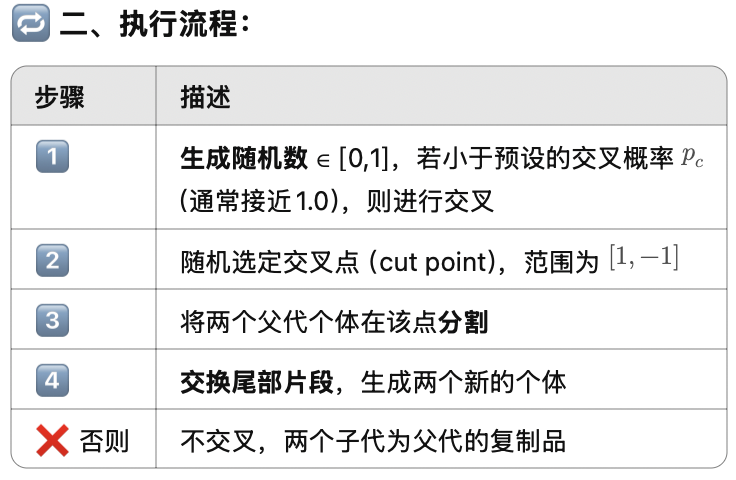 🔁 二、执行流程：
步骤 描述
1️⃣ 生成随机数 ∈ [0,1]，若小于预设的交叉概率 p_c
（通常接近1.0），则进行交叉
2️⃣ 随机选定交叉点（cut point），范围为 [1, −1]
3️⃣ 将两个父代个体在该点分割
4️⃣ 交换尾部片段，生成两个新的个体
❌ 否则 不交叉，两个子代为父代的复制品